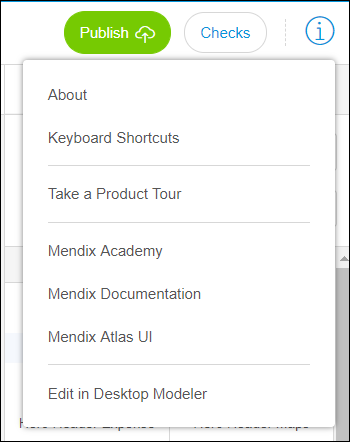 Publish Checks
About
Keyboard Shortcuts
Take a Product Tour
Mendix Academy
Mendix Documentation
Mendix Atlas UI
Edit in Desktop Modeler